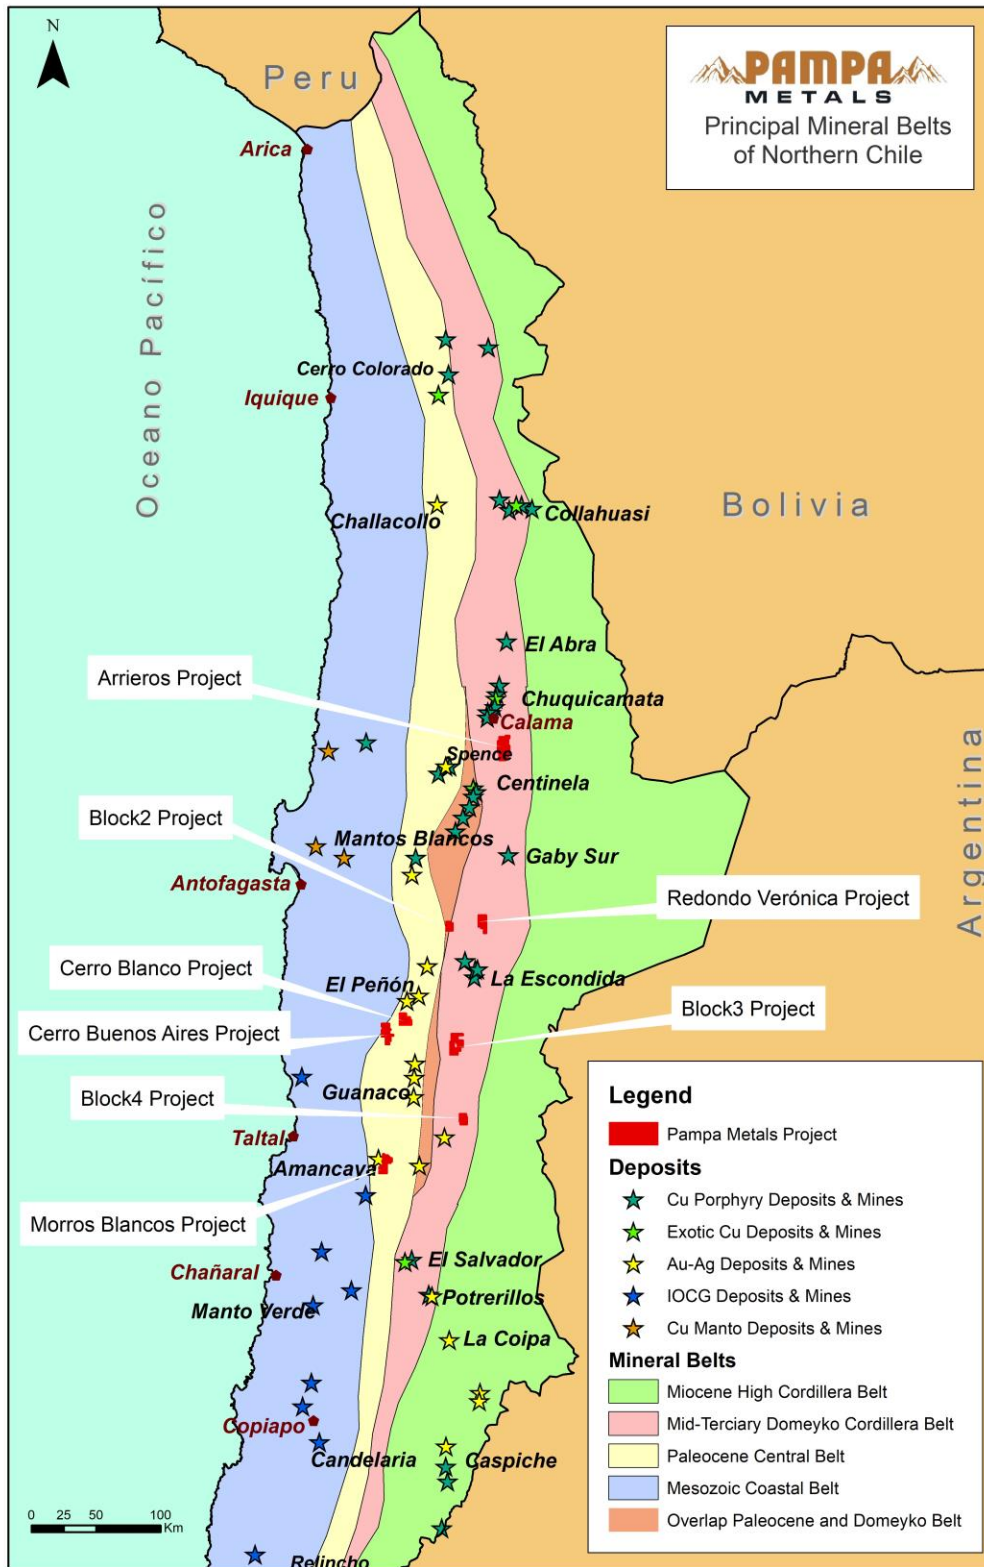 N
Peru
PAMPA
METALS
Principal Mineral Belts
of Northern Chile
Arica
Oceano Pacífico
Cerro Colorado
Iquique
Bolivia
Challacollo
Collahuasi
El Abra
Arrieros Project
Chuquicamata
Calama
Spence
Centinela
Argentina
Block2 Project
Mantos Blancos
Gaby Sur
Antofagasta
Redondo Verónica Project
Cerro Blanco Project
El Peñón
La Escondida
Block3 Project
Cerro Buenos Aires Project
Guanaco
Block4 Project
Taltal
Amancaya
Morros Blancos Project
El Salvador
Chañaral
Manto Verde
Potrerillos
La Coipa
Copiapo
Candelaria
Caspiche
Relincho
0 25 50 100
Km
Legend
Pampa Metals Project
Deposits
Cu Porphyry Deposits & Mines
Exotic Cu Deposits & Mines
Au-Ag Deposits & Mines
IOCG Deposits & Mines
Cu Manto Deposits & Mines
Mineral Belts
Miocene High Cordillera Belt
Mid-Terciary Domeyko Cordillera Belt
Paleocene Central Belt
Mesozoic Coastal Belt
Overlap Paleocene and Domeyko Belt